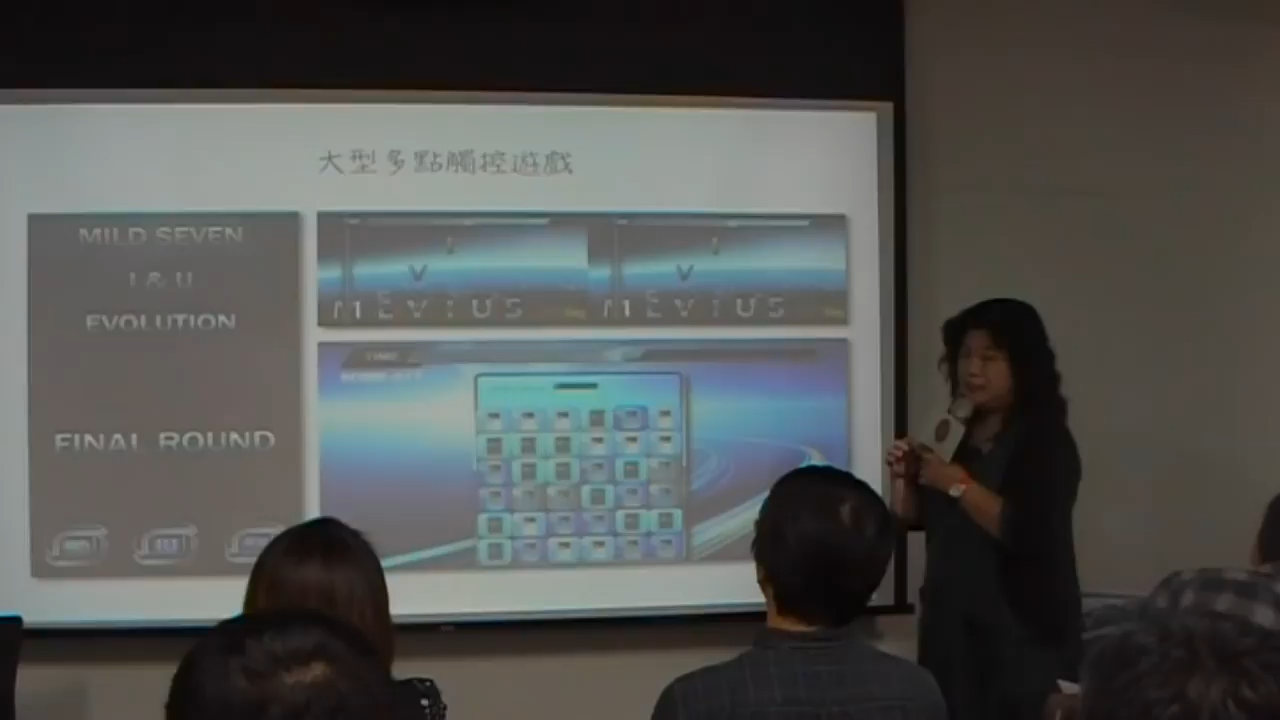 大型多點觸控遊戲
MILD SEVEN
I & U
EVOLUTION
FINAL ROUND
MEVIUS
MEVIUS